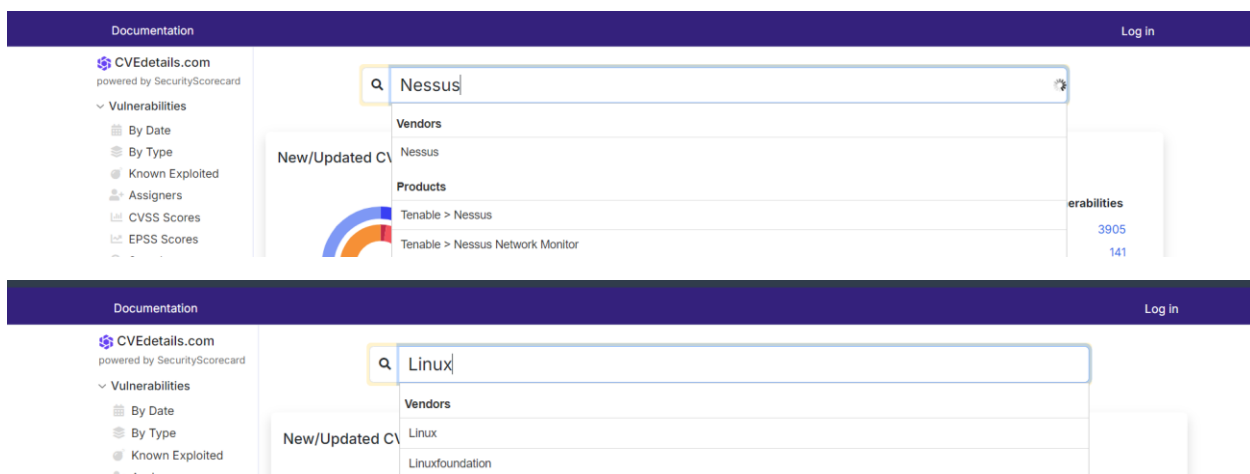 Documentation Log in
CVEdetails.com
powered by SecurityScorecard
Nessus
Vulnerabilities
Vendors
By Date
By Type
Nessus
New/Updated CV
Known Exploited
Products
Assigners
erabilities
CVSS Scores
Tenable > Nessus
3905
EPSS Scores
Tenable > Nessus Network Monitor
141
Documentation Log in
CVEdetails.com
powered by SecurityScorecard
Linux
Vulnerabilities
Vendors
By Date
By Type
Linux
New/Updated CV
Known Exploited
Linuxfoundation